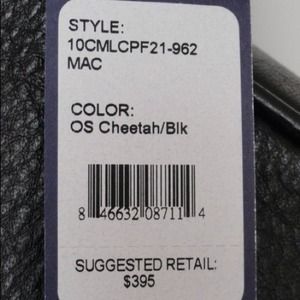 STYLE:
10CMLCPF21-962
MAC
COLOR:
OS Cheetah/Blk
8 46632 08711 4
SUGGESTED RETAIL:
$395